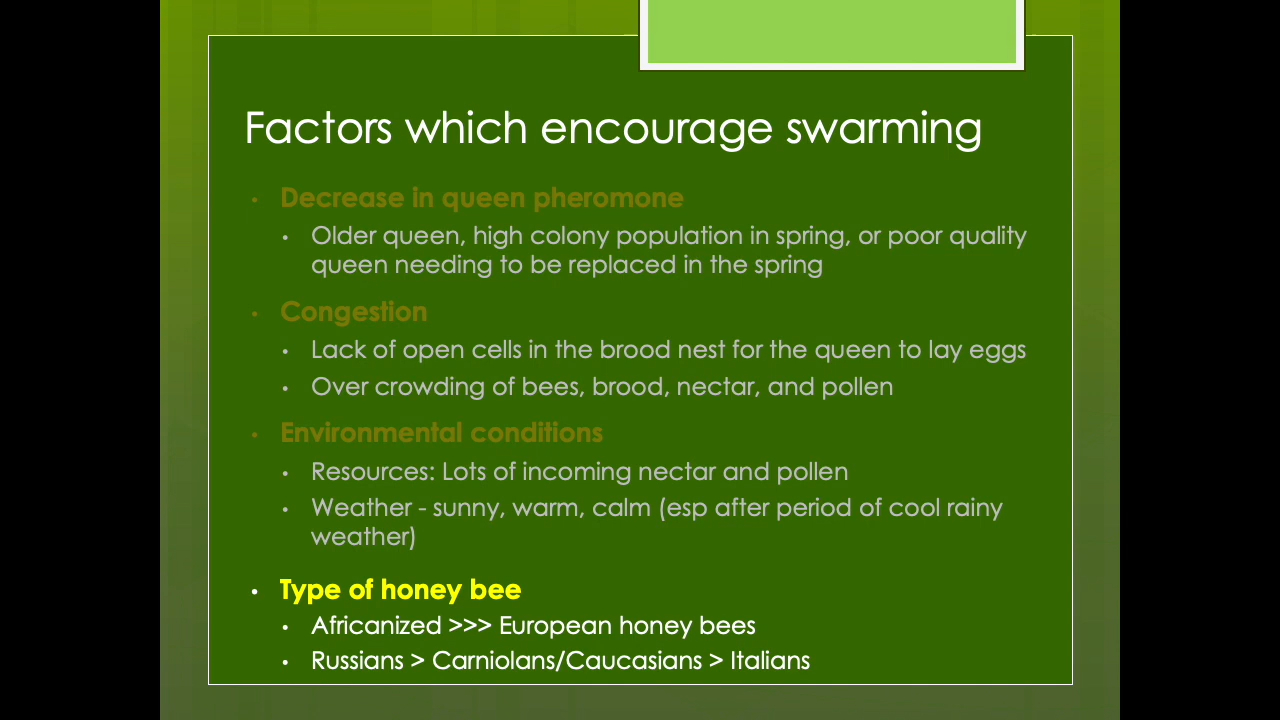 Factors which encourage swarming
• Decrease in queen pheromone
• Older queen, high colony population in spring, or poor quality
queen needing to be replaced in the spring
• Congestion
• Lack of open cells in the brood nest for the queen to lay eggs
• Over crowding of bees, brood, nectar, and pollen
• Environmental conditions
• Resources: Lots of incoming nectar and pollen
• Weather - sunny, warm, calm (esp after period of cool rainy
weather)
• Type of honey bee
• Africanized >>> European honey bees
• Russians > Carniolans/Caucasians > Italians